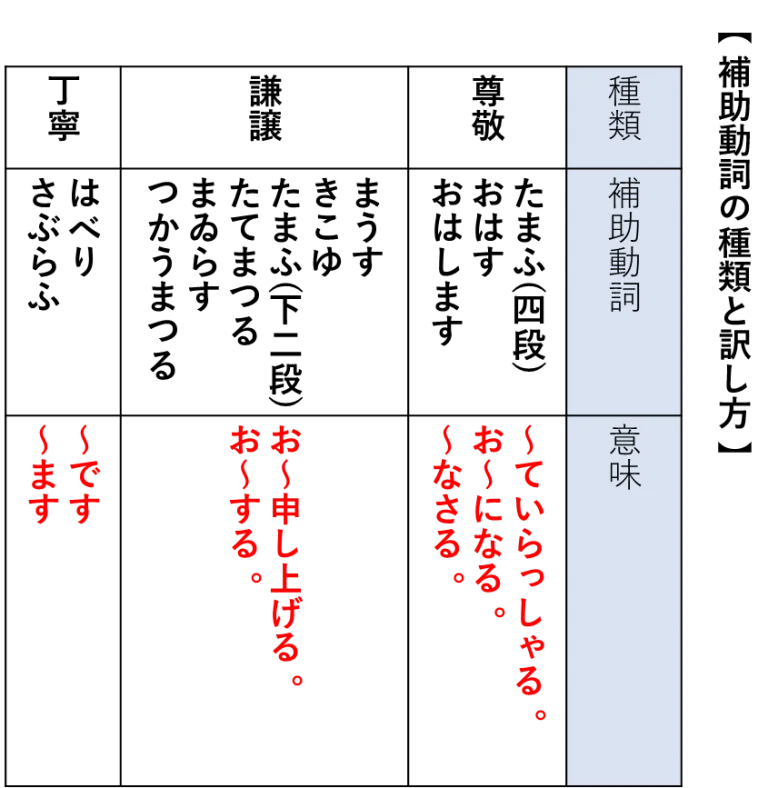 【補助動詞の種類と訳し方】
種類
補助動詞
意味
尊敬
たまふ(四段)
おはす
おはします
～ていらっしゃる。
お～になる。
～なさる。
謙譲
まうす
きこゆ
たまふ(下二段)
たてまつる
まゐらす
つかうまつる
お～申し上げる。
お～する。
丁寧
はべり
さぶらふ
～です
～ます